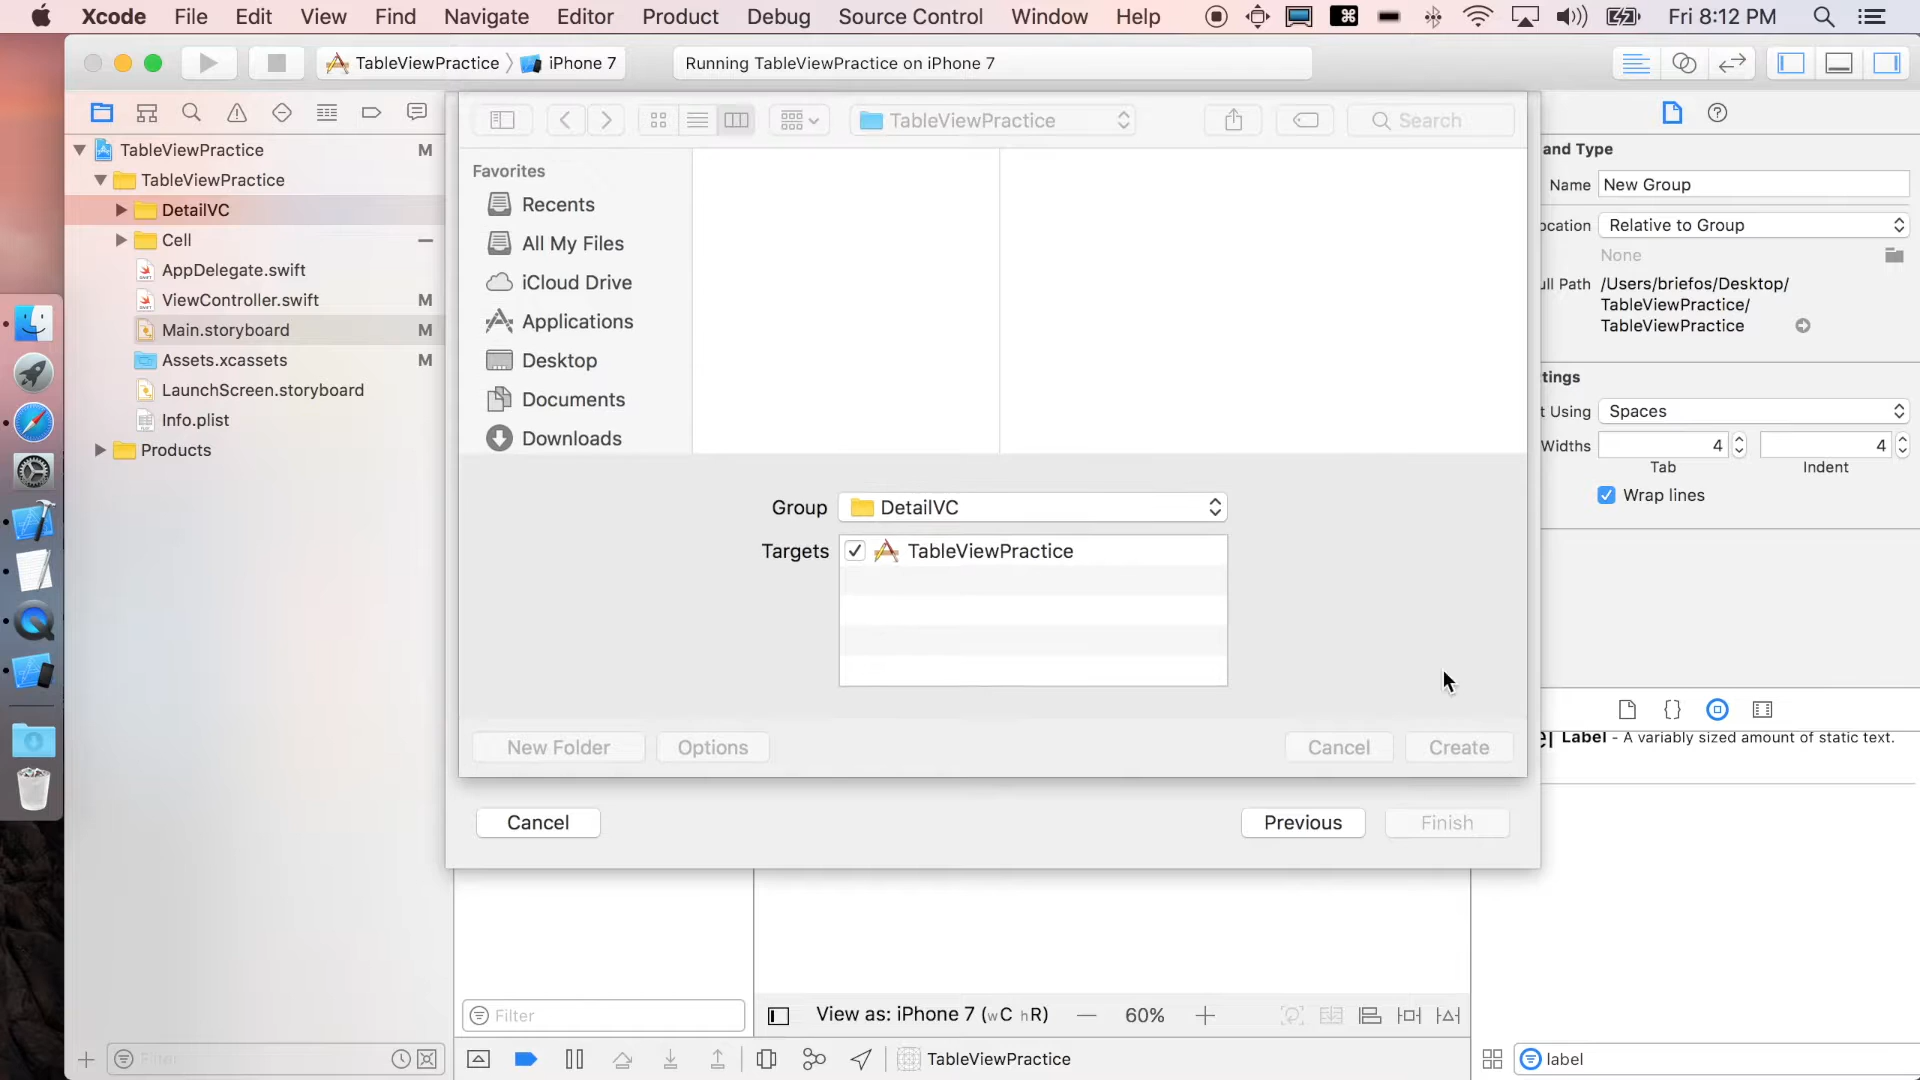 Xcode File Edit View Find Navigate Editor Product Debug Source Control Window Help Fri 8:12 PM
TableViewPractice iPhone 7 Running TableViewPractice on iPhone 7
TableViewPractice M
TableViewPractice
DetailVC
Cell
AppDelegate.swift
ViewController.swift M
Main.storyboard M
Assets.xcassets M
LaunchScreen.storyboard
Info.plist
Products
Filter
TableViewPractice Search
Favorites
Recents
All My Files
iCloud Drive
Applications
Desktop
Documents
Downloads
Group DetailVC
Targets TableViewPractice
New Folder Options Cancel Create
Cancel Previous Finish
Filter
View as: iPhone 7 (wC hR) 60%
TableViewPractice
and Type
Name New Group
ocation Relative to Group
None
ull Path /Users/briefos/Desktop/
TableViewPractice/
TableViewPractice
tings
t Using Spaces
Widths 4 4
Tab Indent
Wrap lines
Label - A variably sized amount of static text.
label